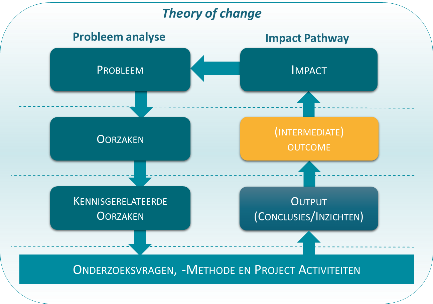 Theory of change
Probleem analyse
Impact Pathway
PROBLEEM
IMPACT
OORZAKEN
(INTERMEDIATE)
OUTCOME
KENNISGERELATEERDE
OORZAKEN
OUTPUT
(CONCLUSIES/INZICHTEN)
ONDERZOEKSVRAGEN, -METHODE EN PROJECT ACTIVITEITEN